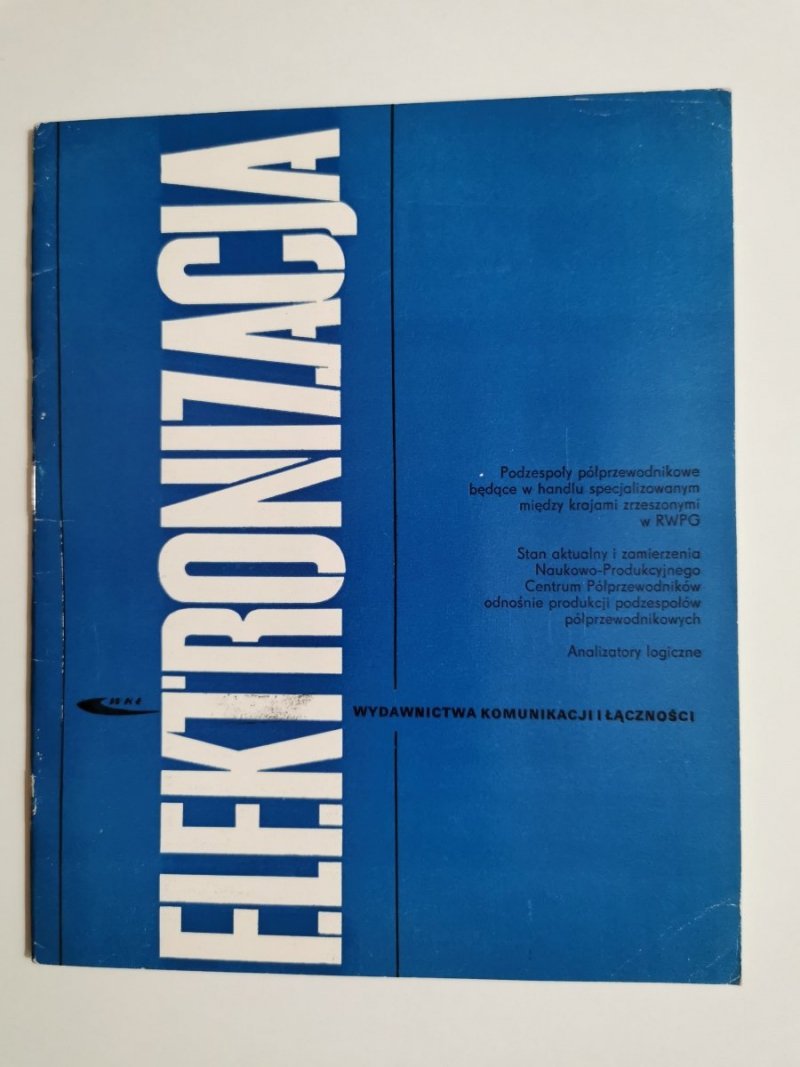 ELEKTRONIZACJA
Podzespoły półprzewodnikowe
będące w handlu specjalizowanym
między krajami zrzeszonymi
w RWPG
Stan aktualny i zamierzenia
Naukowo-Produkcyjnego
Centrum Półprzewodników
odnośnie produkcji podzespołów
półprzewodnikowych
Analizatory logiczne
WKŁ
WYDAWNICTWA KOMUNIKACJI I ŁĄCZNOŚCI